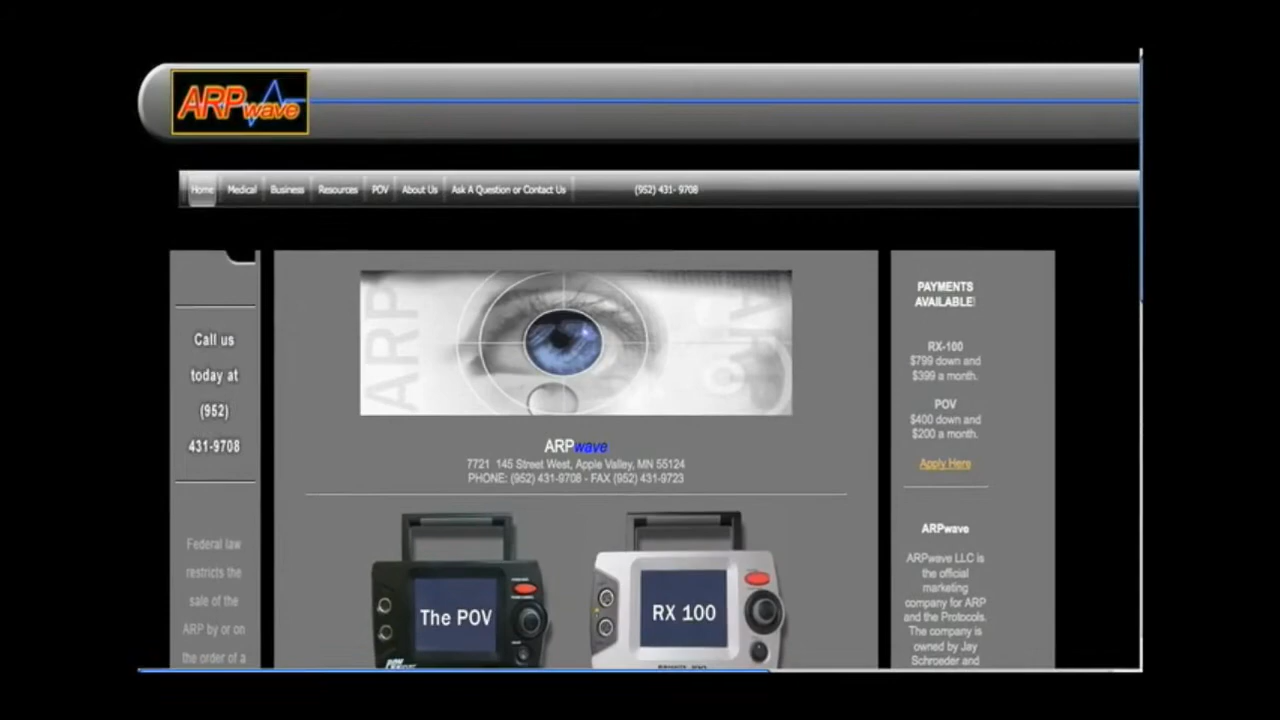 ARPwave
Home Medical Business Resources POV About Us Ask A Question or Contact Us (952) 431- 9708
Call us
today at
(952)
431-9708
Federal law
restricts the
sale of the
ARP by or on
the order of a
ARP
ARPwave
7721 145 Street West, Apple Valley, MN 55124
PHONE: (952) 431-9708 - FAX (952) 431-9723
The POV
RX 100
PAYMENTS
AVAILABLE!
RX-100
$799 down and
$399 a month.
POV
$400 down and
$200 a month.
Apply Here
ARPwave
ARPwave LLC is
the official
marketing
company for ARP
and the Protocols.
The company is
owned by Jay
Schroeder and